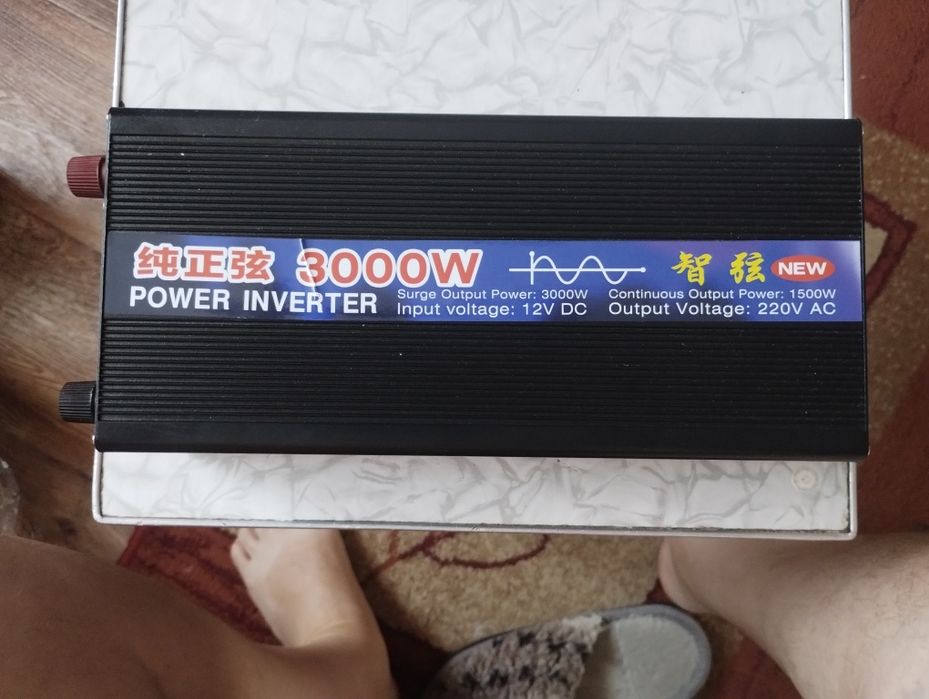 纯正弦 3000W 智弦 NEW
POWER INVERTER
Surge Output Power: 3000W Continuous Output Power: 1500W
Input voltage: 12V DC Output Voltage: 220V AC